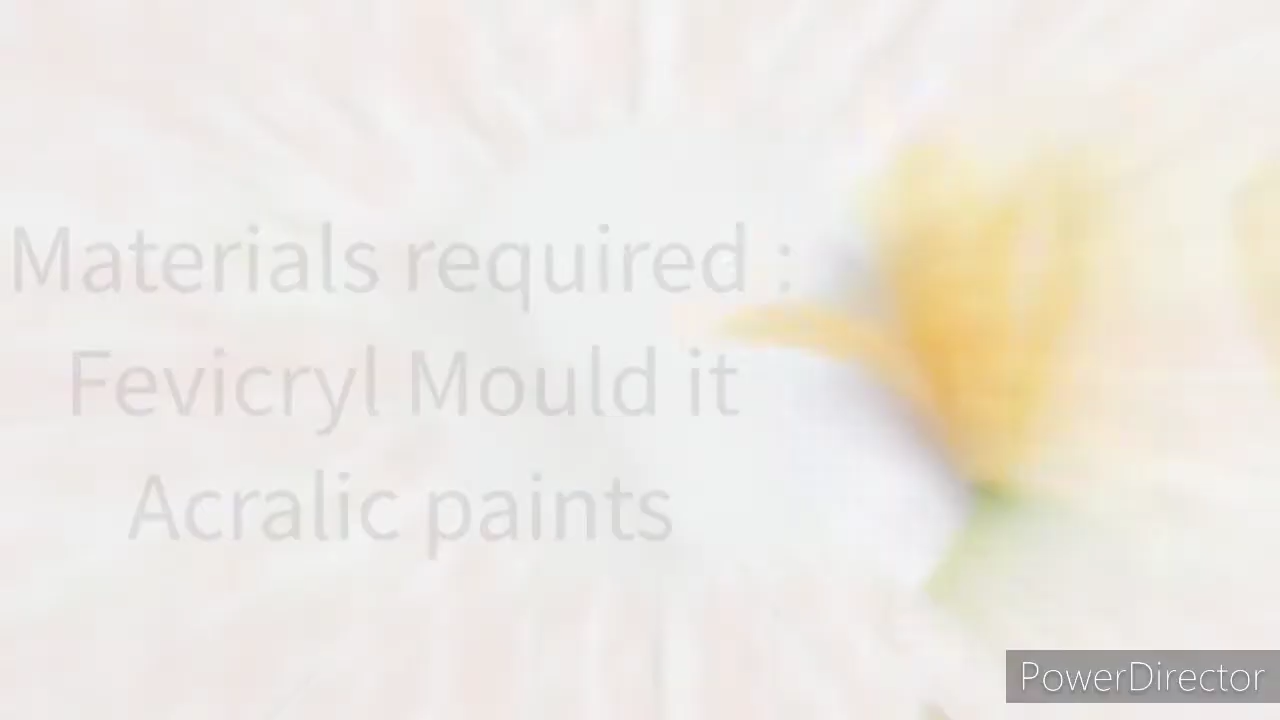 Materials required :
Fevicryl Mould it
Acralic paints
PowerDirector